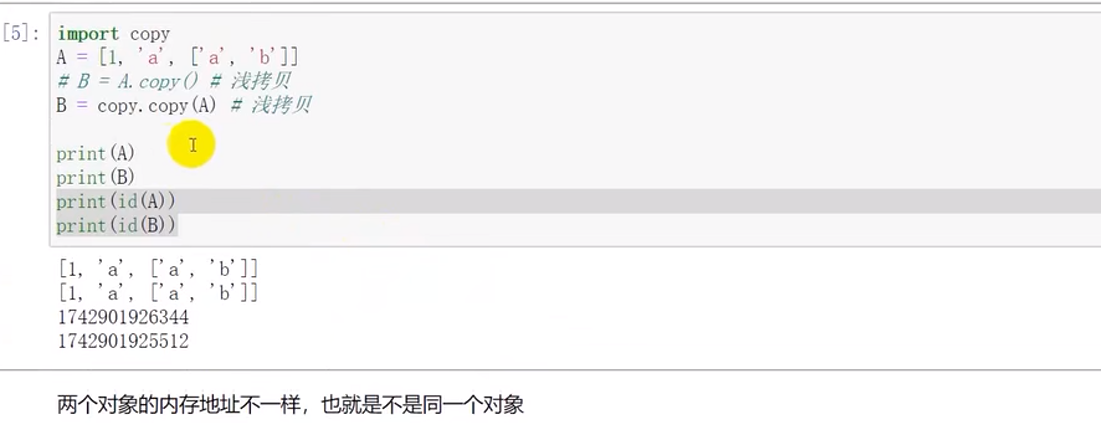 [5]: import copy
A = [1, 'a', ['a', 'b']]
# B = A.copy() # 浅拷贝
B = copy.copy(A) # 浅拷贝
print(A)
print(B)
print(id(A))
print(id(B))
[1, 'a', ['a', 'b']]
[1, 'a', ['a', 'b']]
1742901926344
1742901925512
两个对象的内存地址不一样，也就是不是同一个对象